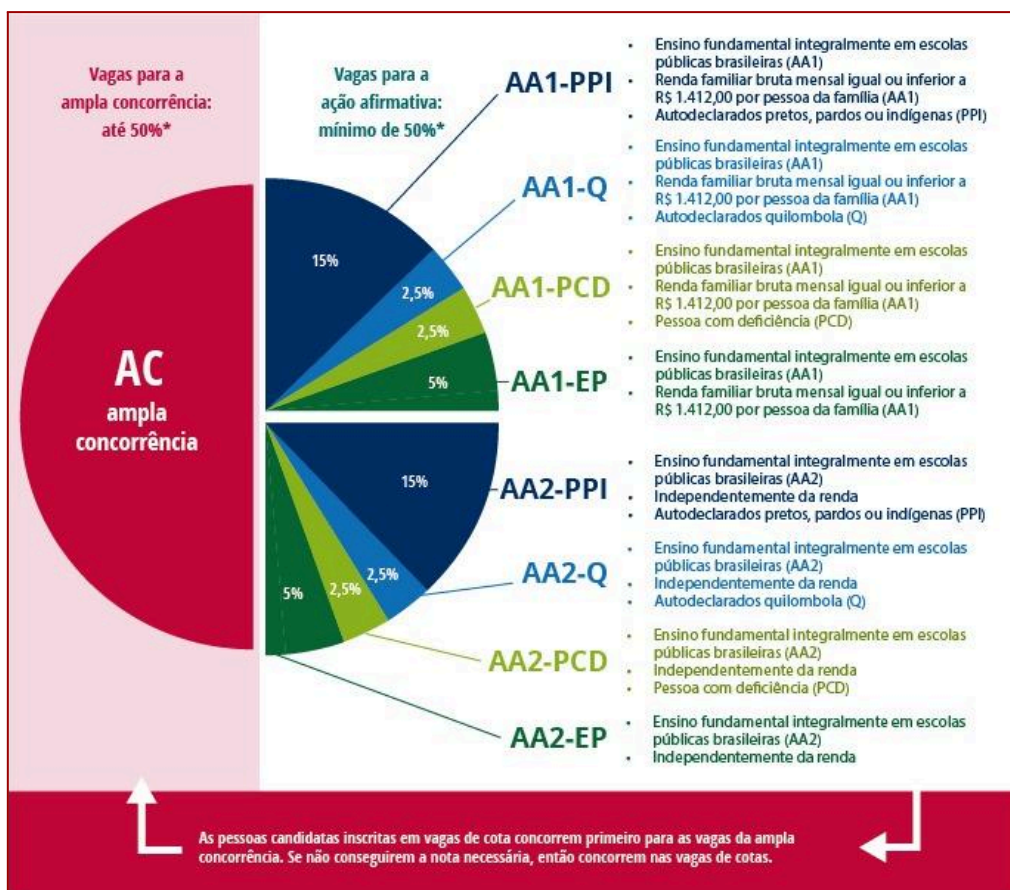 Vagas para a
ampla concorrência:
até 50%*
Vagas para a
ação afirmativa:
mínimo de 50%*
AC
ampla
concorrência
15%
2,5%
2,5%
5%
15%
2,5%
2,5%
5%
AA1-PPI
• Ensino fundamental integralmente em escolas
públicas brasileiras (AA1)
• Renda familiar bruta mensal igual ou inferior a
R$ 1.412,00 por pessoa da família (AA1)
• Autodeclarados pretos, pardos ou indígenas (PPI)
AA1-Q
• Ensino fundamental integralmente em escolas
públicas brasileiras (AA1)
• Renda familiar bruta mensal igual ou inferior a
R$ 1.412,00 por pessoa da família (AA1)
• Autodeclarados quilombola (Q)
AA1-PCD
• Ensino fundamental integralmente em escolas
públicas brasileiras (AA1)
• Renda familiar bruta mensal igual ou inferior a
R$ 1.412,00 por pessoa da família (AA1)
• Pessoa com deficiência (PCD)
AA1-EP
• Ensino fundamental integralmente em escolas
públicas brasileiras (AA1)
• Renda familiar bruta mensal igual ou inferior a
R$ 1.412,00 por pessoa da família (AA1)
AA2-PPI
• Ensino fundamental integralmente em escolas
públicas brasileiras (AA2)
• Independentemente da renda
• Autodeclarados pretos, pardos ou indígenas (PPI)
AA2-Q
• Ensino fundamental integralmente em escolas
públicas brasileiras (AA2)
• Independentemente da renda
• Autodeclarados quilombola (Q)
AA2-PCD
• Ensino fundamental integralmente em escolas
públicas brasileiras (AA2)
• Independentemente da renda
• Pessoa com deficiência (PCD)
AA2-EP
• Ensino fundamental integralmente em escolas
públicas brasileiras (AA2)
• Independentemente da renda
As pessoas candidatas inscritas em vagas de cota concorrem primeiro para as vagas da ampla
concorrência. Se não conseguirem a nota necessária, então concorrem nas vagas de cotas.